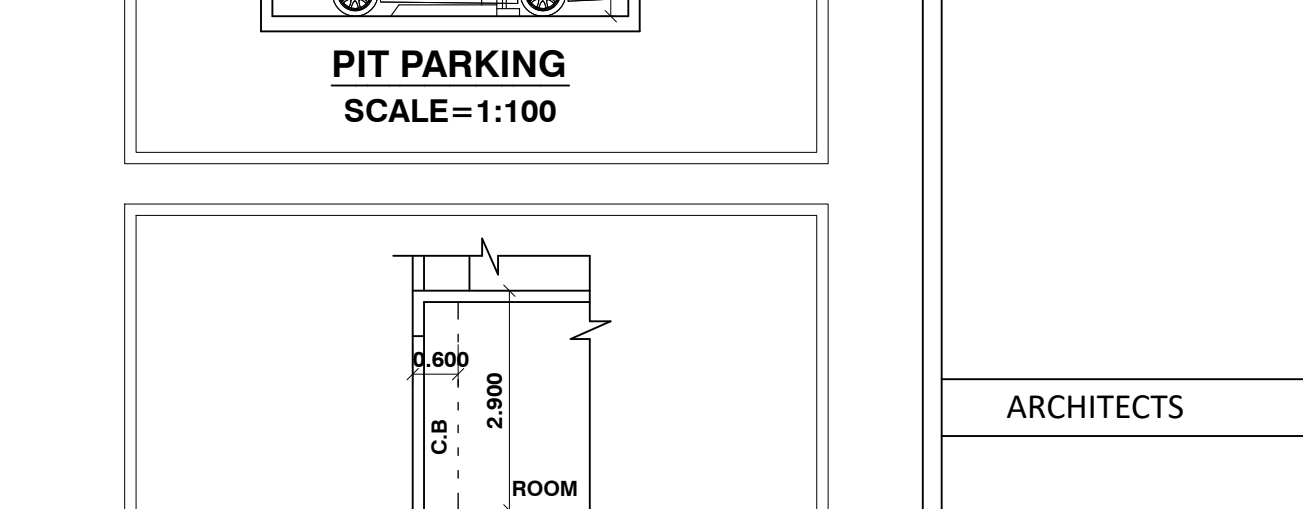 PIT PARKING
SCALE=1:100
0.600
2.900
C.B
ROOM
ARCHITECTS